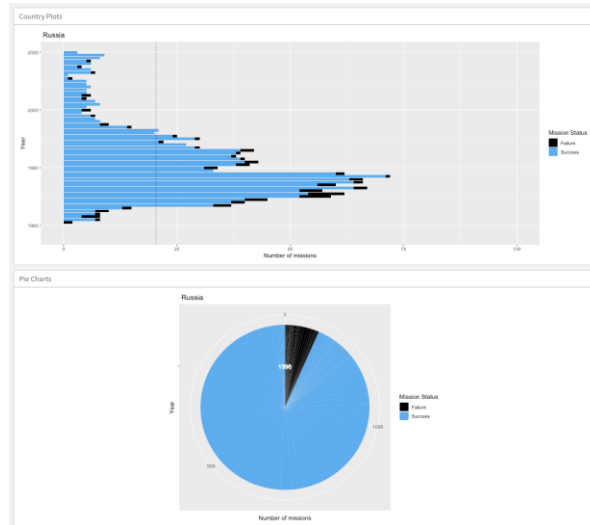 Country Plots
Russia
2020
2000
1980
1960
Year
0
25
50
75
100
Number of missions
Mission Status
Failure
Success
Pie Charts
Russia
0
1398
1000
500
Year
Number of missions
Mission Status
Failure
Success